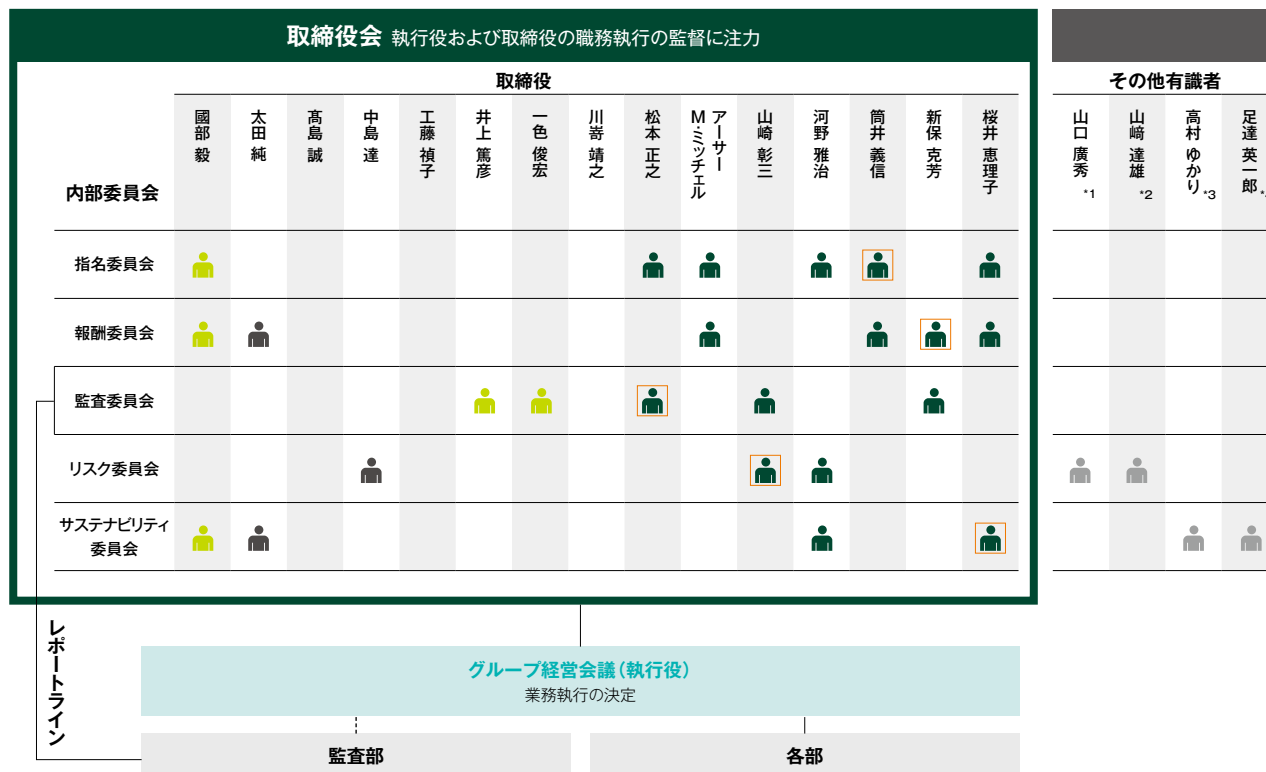 取締役会 執行役および取締役の職務執行の監督に注力
取締役
その他有識者
内部委員会
國部 毅
太田 純
髙島 誠
中島 達
工藤 禎子
井上 篤彦
一色 俊宏
川嵜 靖之
松本 正之
アーサー
M・ミッチェル
山崎 彰三
河野 雅治
筒井 義信
新保 克芳
桜井 恵理子
山口 廣秀 *1
山﨑 達雄 *2
高村 ゆかり *3
足達 英一郎
指名委員会
報酬委員会
監査委員会
リスク委員会
サステナビリティ
委員会
レポートライン
グループ経営会議(執行役)
業務執行の決定
監査部
各部